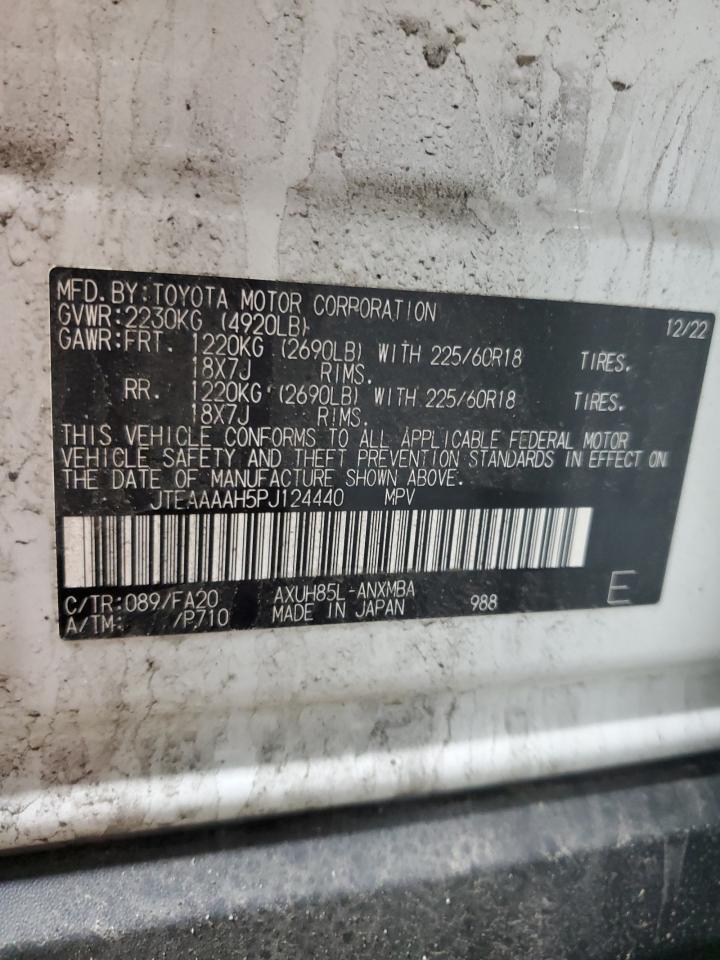 MFD.BY:TOYOTA MOTOR CORPORATION 12/22
GVWR:2230KG (4920LB)
GAWR:FRT. 1220KG (2690LB) WITH 225/60R18 TIRES,
18X7J RIMS.
RR. 1220KG (2690LB) WITH 225/60R18 TIRES,
18X7J RIMS.
THIS VEHICLE CONFORMS TO ALL APPLICABLE FEDERAL MOTOR
VEHICLE SAFETY AND THEFT PREVENTION STANDARDS IN EFFECT ON
THE DATE OF MANUFACTURE SHOWN ABOVE.
JTEAAAAH5PJ124440 MPV
C/TR:089/FA20 AXUH85L-ANXMBA
A/TM: /P710 MADE IN JAPAN 988 E